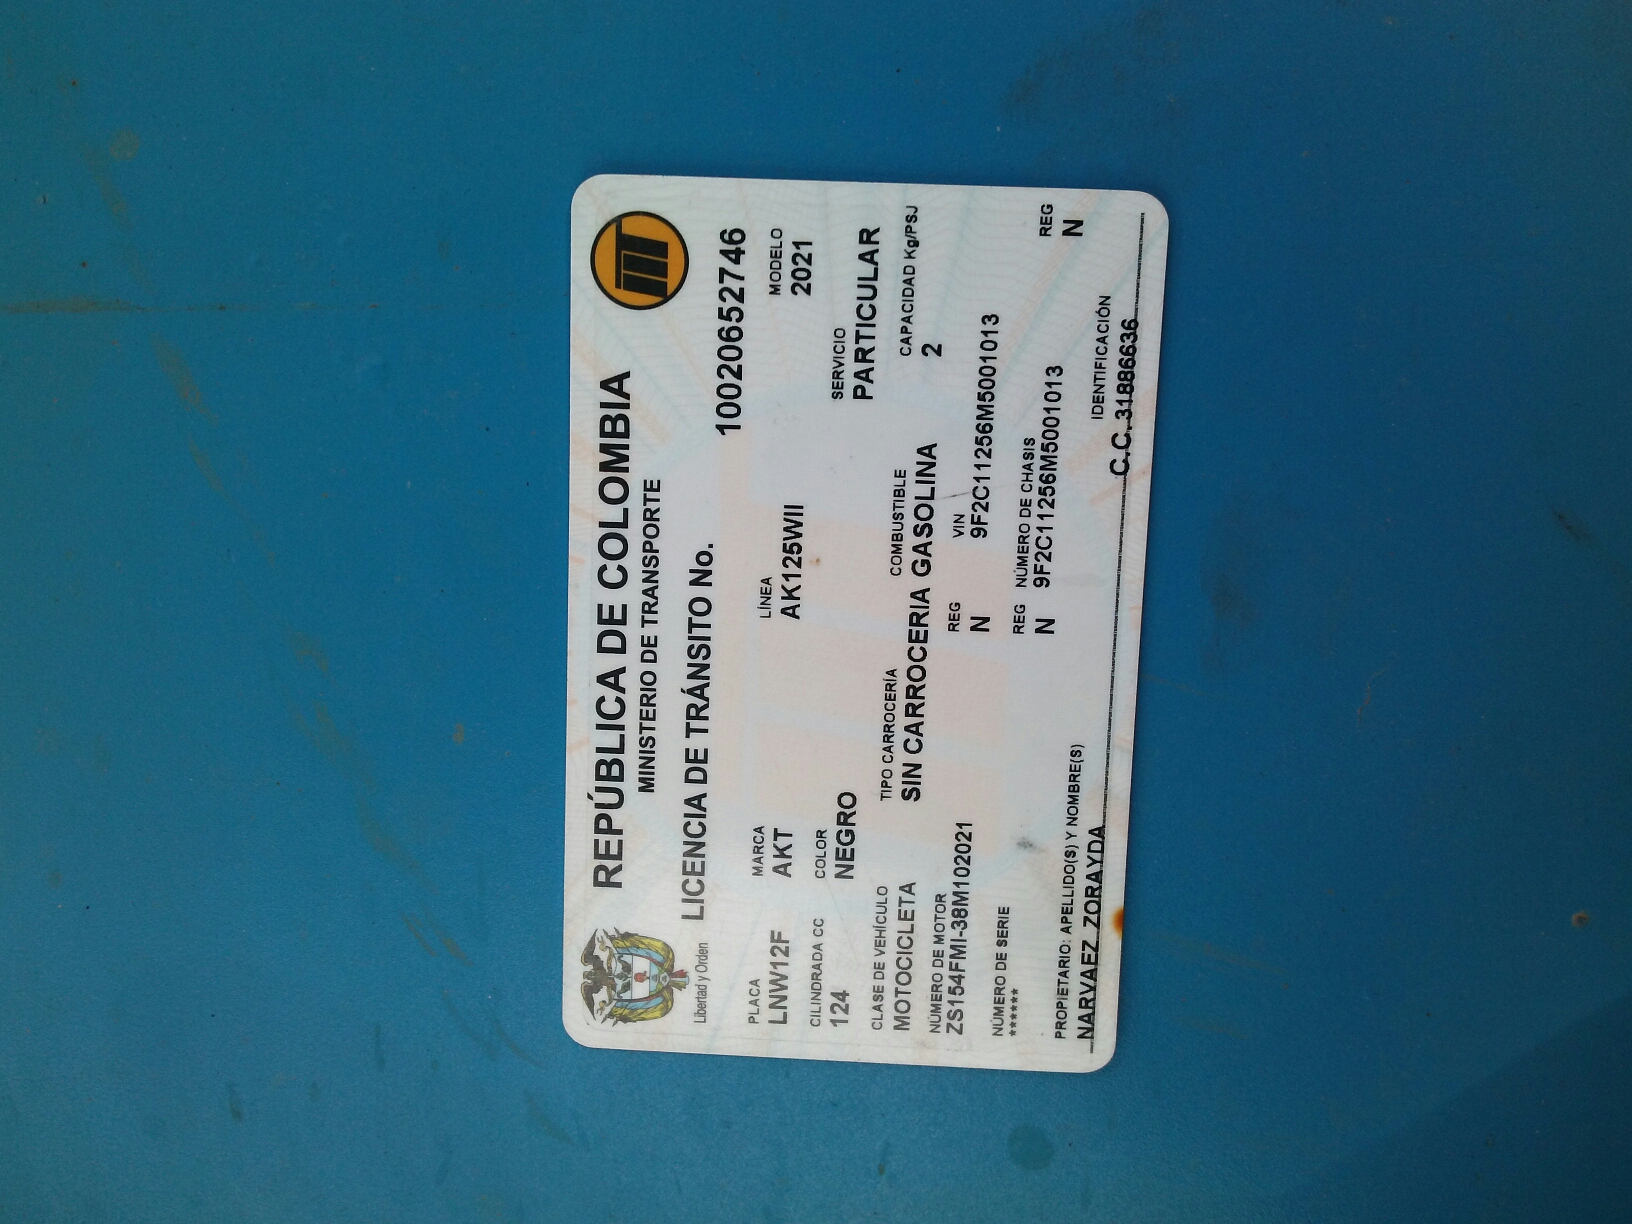 REPÚBLICA DE COLOMBIA
MINISTERIO DE TRANSPORTE
Libertad y Orden
LICENCIA DE TRÁNSITO No. 10020652746
PLACA MARCA LÍNEA MODELO
LNW12F AKT AK125WII 2021
CILINDRADA CC COLOR SERVICIO
124 NEGRO PARTICULAR
CLASE DE VEHÍCULO TIPO CARROCERÍA COMBUSTIBLE CAPACIDAD Kg/PSJ
MOTOCICLETA SIN CARROCERIA GASOLINA 2
NÚMERO DE MOTOR REG VIN
ZS154FMI-38M102021 N 9F2C11256M5001013
NÚMERO DE SERIE REG NÚMERO DE CHASIS REG
****** N 9F2C11256M5001013 N
PROPIETARIO: APELLIDO(S) Y NOMBRE(S) IDENTIFICACIÓN
NARVAEZ ZORAYDA C.C. 31886636